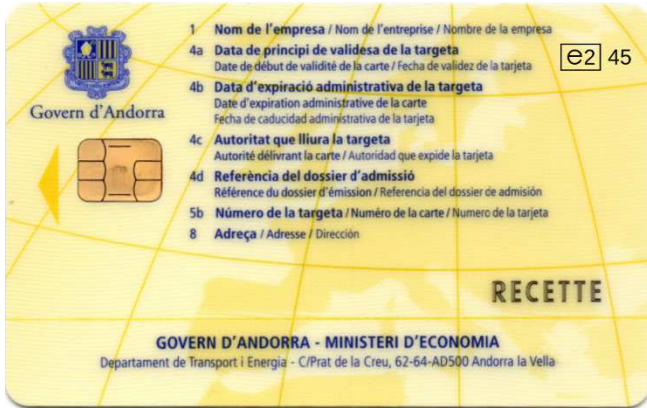 1 Nom de l'empresa / Nom de l'entreprise / Nombre de la empresa
4a Data de principi de validesa de la targeta
Date de début de validité de la carte / Fecha de validez de la tarjeta
e2 45
4b Data d'expiració administrativa de la targeta
Date d'expiration administrative de la carte
Fecha de caducidad administrativa de la tarjeta
Govern d'Andorra
4c Autoritat que lliura la targeta
Autorité délivrant la carte / Autoridad que expide la tarjeta
4d Referència del dossier d'admissió
Référence du dossier d'émission / Referencia del dossier de admisión
5b Número de la targeta / Numéro de la carte / Numero de la tarjeta
8 Adreça / Adresse / Dirección
RECETTE
GOVERN D'ANDORRA - MINISTERI D'ECONOMIA
Departament de Transport i Energia - C/Prat de la Creu, 62-64-AD500 Andorra la Vella